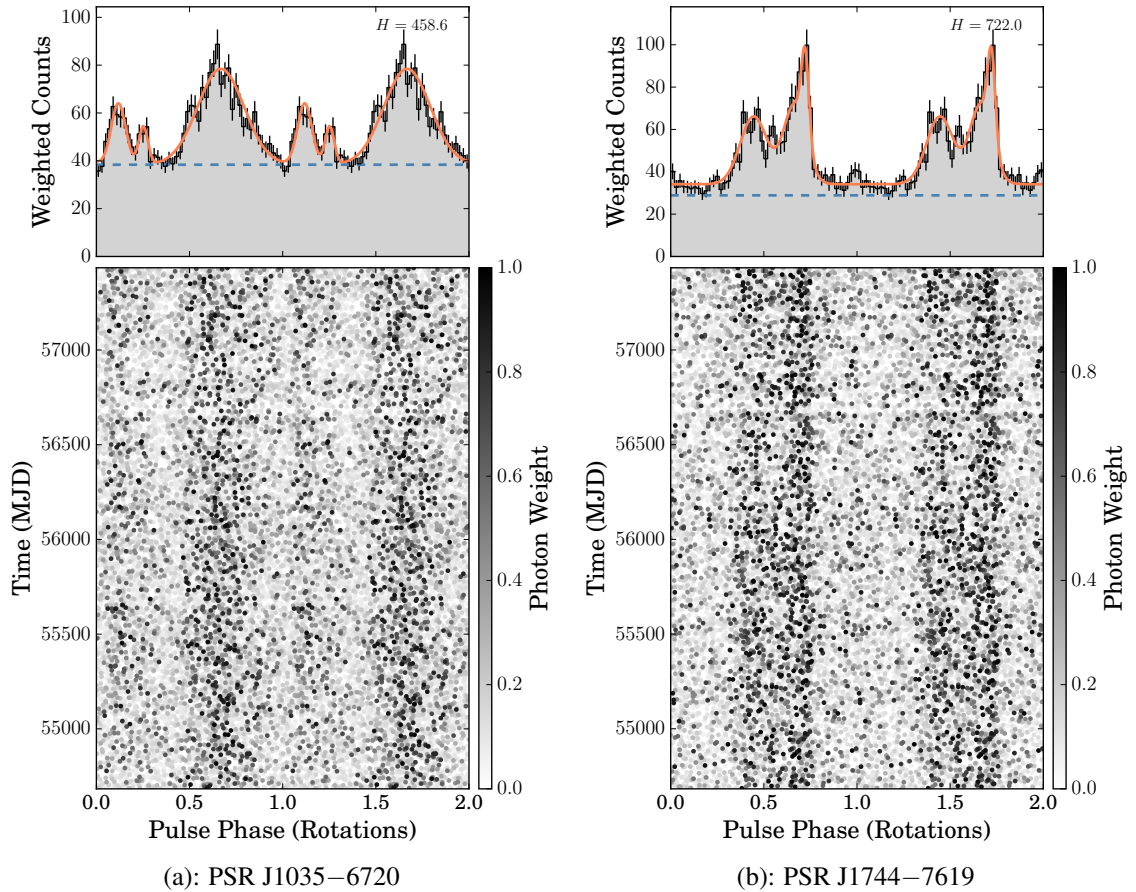 H = 458.6
100
80
60
40
20
0
Weighted Counts
H = 722.0
100
80
60
40
20
0
Weighted Counts
57000
56500
56000
55500
55000
Time (MJD)
0.0 0.5 1.0 1.5 2.0
Pulse Phase (Rotations)
1.0
0.8
0.6
0.4
0.2
0.0
Photon Weight
(a): PSR J1035−6720
57000
56500
56000
55500
55000
Time (MJD)
0.0 0.5 1.0 1.5 2.0
Pulse Phase (Rotations)
1.0
0.8
0.6
0.4
0.2
0.0
Photon Weight
(b): PSR J1744−7619